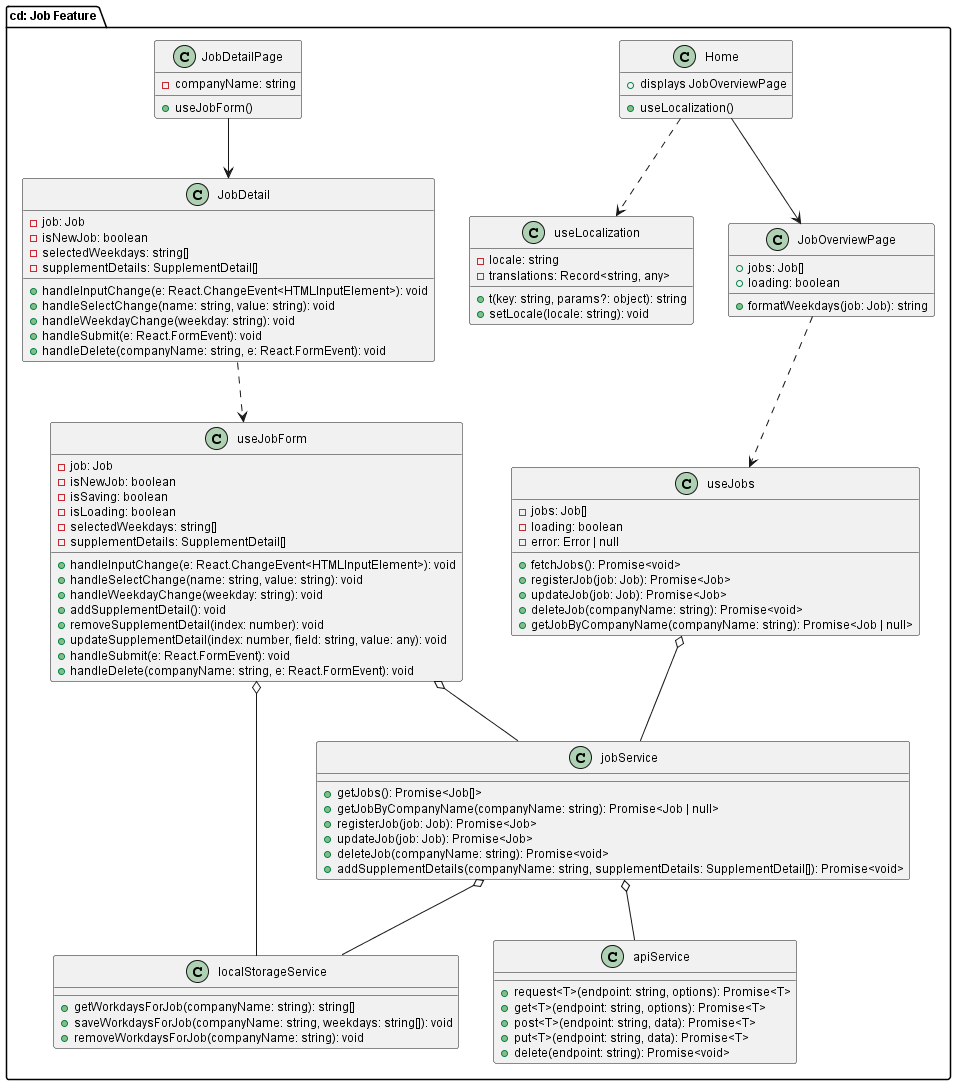 cd: Job Feature
C JobDetailPage
companyName: string
useJobForm()
C Home
displays JobOverviewPage
useLocalization()
C JobDetail
job: Job
isNewJob: boolean
selectedWeekdays: string[]
supplementDetails: SupplementDetail[]
handleInputChange(e: React.ChangeEvent<HTMLInputElement>): void
handleSelectChange(name: string, value: string): void
handleWeekdayChange(weekday: string): void
handleSubmit(e: React.FormEvent): void
handleDelete(companyName: string, e: React.FormEvent): void
C useLocalization
locale: string
translations: Record<string, any>
t(key: string, params?: object): string
setLocale(locale: string): void
C JobOverviewPage
jobs: Job[]
loading: boolean
formatWeekdays(job: Job): string
C useJobForm
job: Job
isNewJob: boolean
isSaving: boolean
isLoading: boolean
selectedWeekdays: string[]
supplementDetails: SupplementDetail[]
handleInputChange(e: React.ChangeEvent<HTMLInputElement>): void
handleSelectChange(name: string, value: string): void
handleWeekdayChange(weekday: string): void
addSupplementDetail(): void
removeSupplementDetail(index: number): void
updateSupplementDetail(index: number, field: string, value: any): void
handleSubmit(e: React.FormEvent): void
handleDelete(companyName: string, e: React.FormEvent): void
C useJobs
jobs: Job[]
loading: boolean
error: Error | null
fetchJobs(): Promise<void>
registerJob(job: Job): Promise<Job>
updateJob(job: Job): Promise<Job>
deleteJob(companyName: string): Promise<void>
getJobByCompanyName(companyName: string): Promise<Job | null>
C jobService
getJobs(): Promise<Job[]>
getJobByCompanyName(companyName: string): Promise<Job | null>
registerJob(job: Job): Promise<Job>
updateJob(job: Job): Promise<Job>
deleteJob(companyName: string): Promise<void>
addSupplementDetails(companyName: string, supplementDetails: SupplementDetail[]): Promise<void>
C localStorageService
getWorkdaysForJob(companyName: string): string[]
saveWorkdaysForJob(companyName: string, weekdays: string[]): void
removeWorkdaysForJob(companyName: string): void
C apiService
request<T>(endpoint: string, options): Promise<T>
get<T>(endpoint: string, options): Promise<T>
post<T>(endpoint: string, data): Promise<T>
put<T>(endpoint: string, data): Promise<T>
delete(endpoint: string): Promise<void>